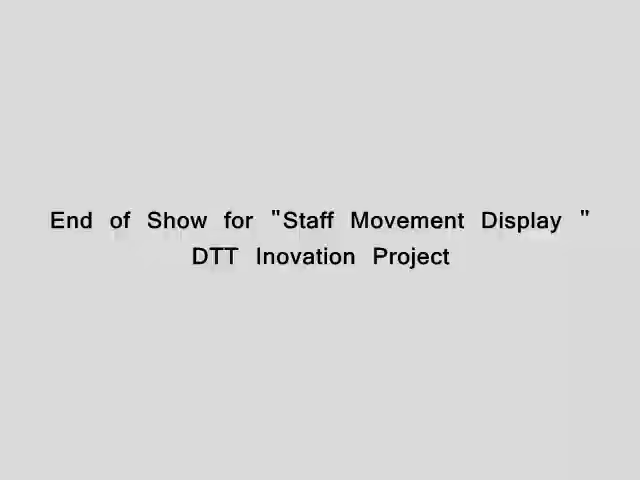 End of Show for "Staff Movement Display "
DTT Inovation Project